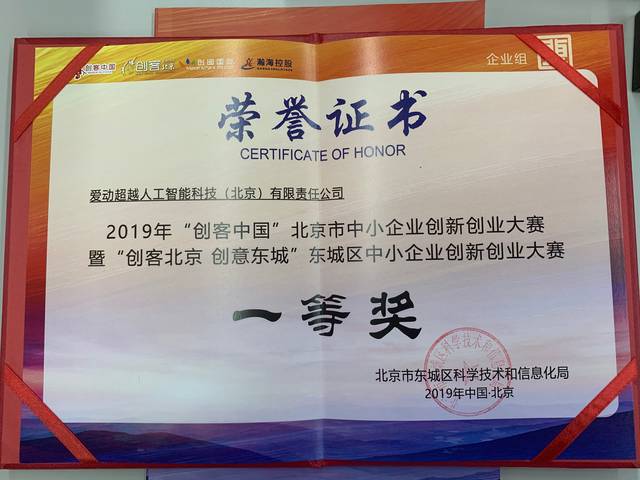 创客中国 创客北京 瀚海控股 企业组
荣誉证书
CERTIFICATE OF HONOR
爱动超越人工智能科技（北京）有限责任公司
2019年“创客中国”北京市中小企业创新创业大赛
暨“创客北京 创意东城”东城区中小企业创新创业大赛
一等奖
北京市东城区科学技术和信息化局
2019年中国·北京